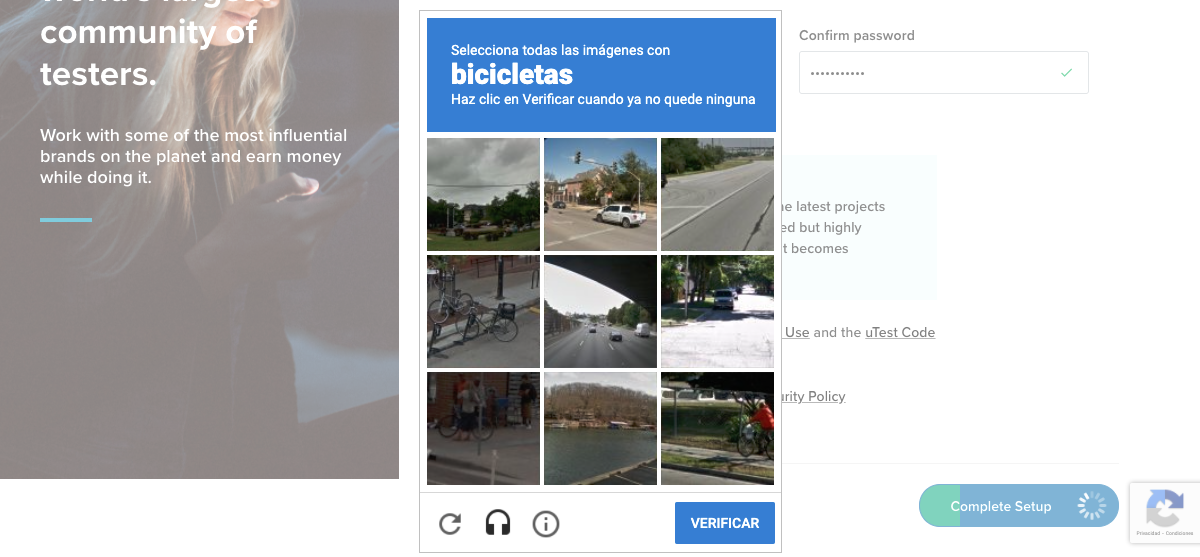 world's largest
community of
testers.
Work with some of the most influential
brands on the planet and earn money
while doing it.
Selecciona todas las imágenes con
bicicletas
Haz clic en Verificar cuando ya no quede ninguna
VERIFICAR
Confirm password
•••••••••••
e latest projects
ed but highly
t becomes
Use and the uTest Code
urity Policy
Complete Setup
Privacidad - Condiciones